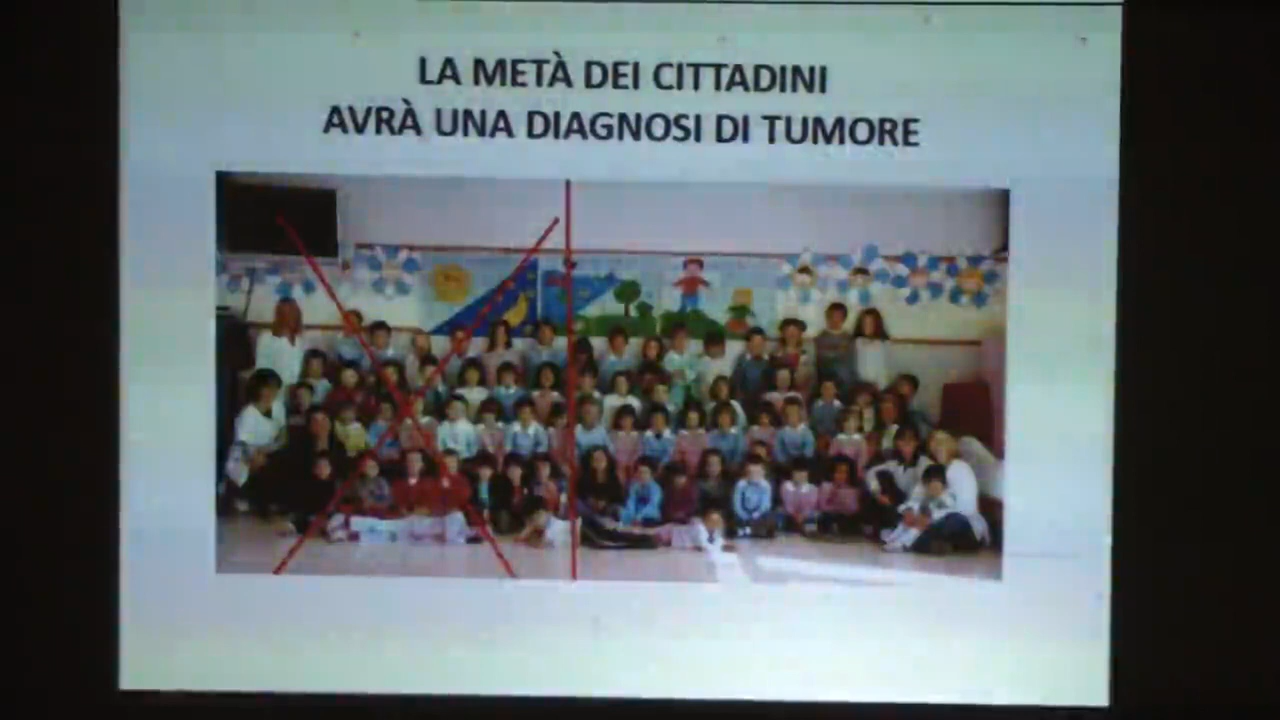 LA METÀ DEI CITTADINI
AVRÀ UNA DIAGNOSI DI TUMORE